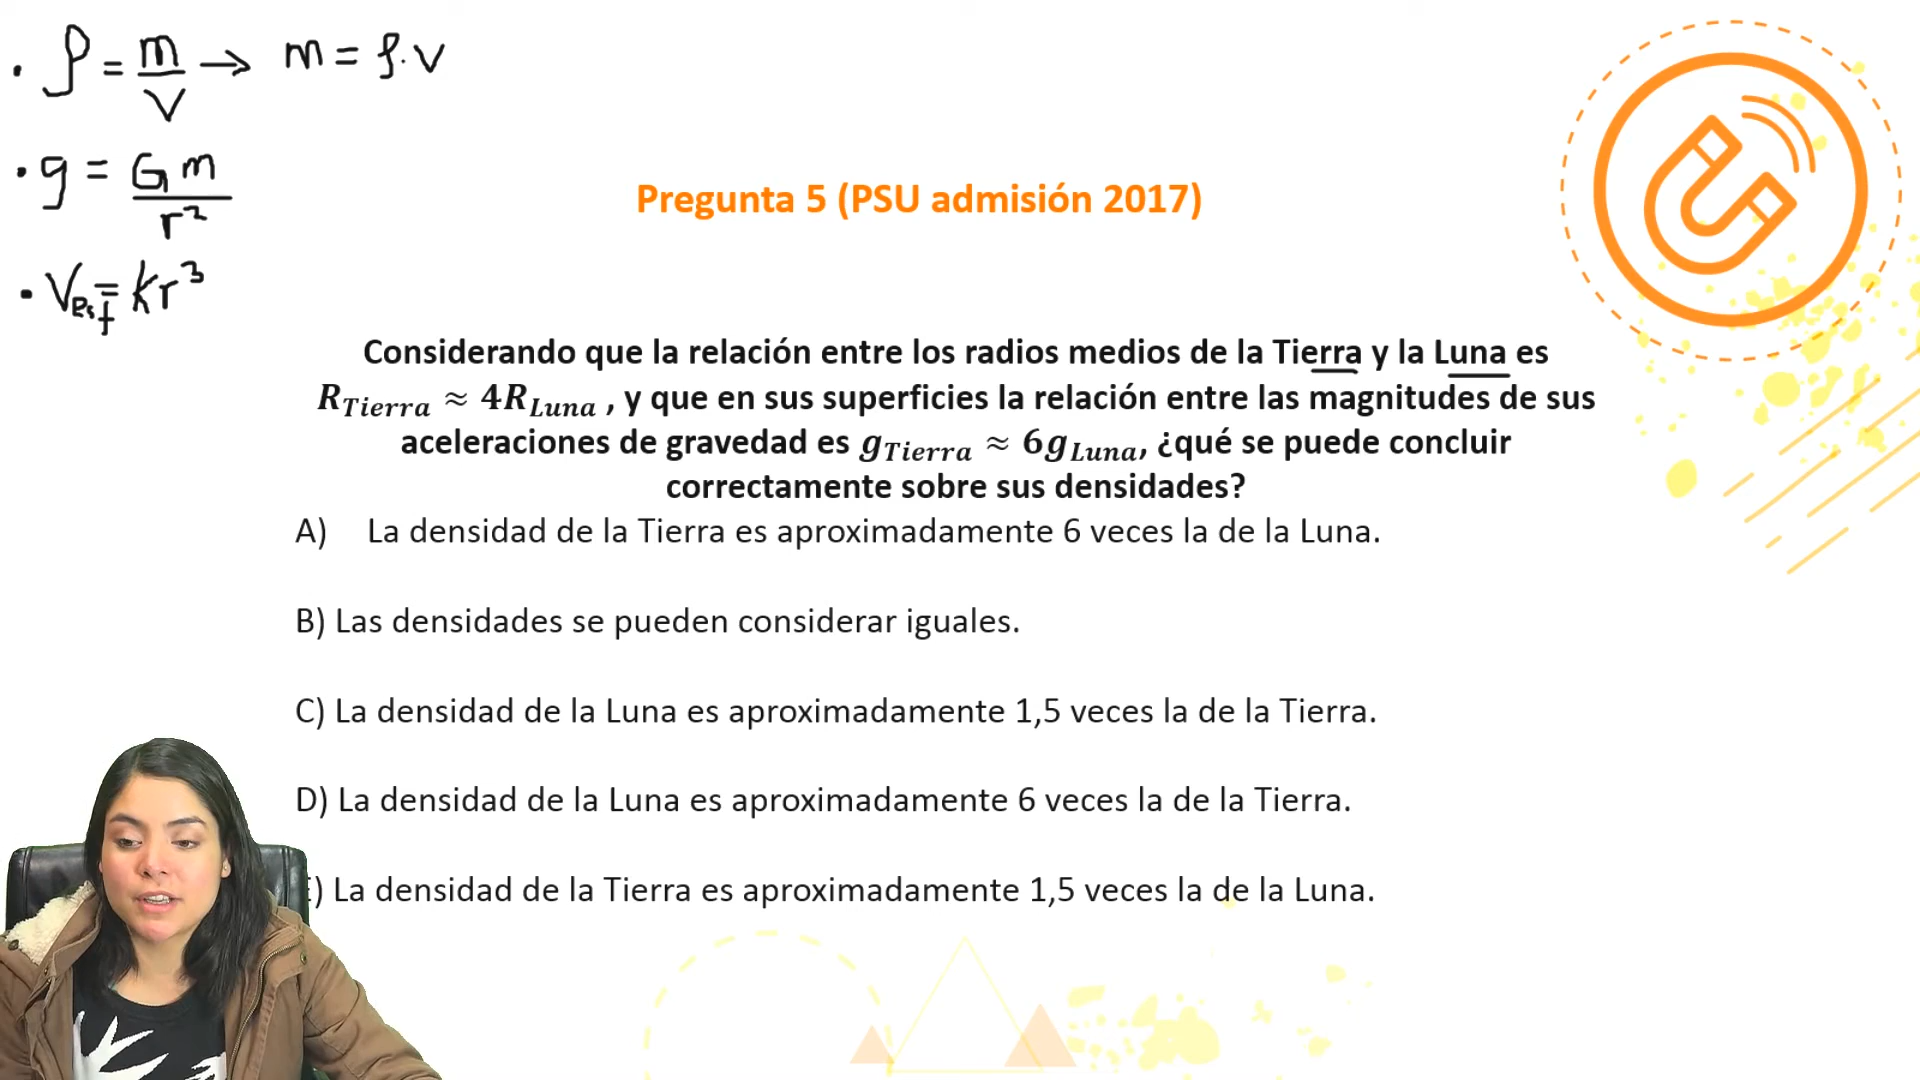 • ρ = m/V → m = ρ·V
• g = Gm/r²
• Vesf = kr³
Pregunta 5 (PSU admisión 2017)
Considerando que la relación entre los radios medios de la Tierra y la Luna es
R_Tierra ≈ 4R_Luna , y que en sus superficies la relación entre las magnitudes de sus
aceleraciones de gravedad es g_Tierra ≈ 6g_Luna, ¿qué se puede concluir
correctamente sobre sus densidades?
A) La densidad de la Tierra es aproximadamente 6 veces la de la Luna.
B) Las densidades se pueden considerar iguales.
C) La densidad de la Luna es aproximadamente 1,5 veces la de la Tierra.
D) La densidad de la Luna es aproximadamente 6 veces la de la Tierra.
) La densidad de la Tierra es aproximadamente 1,5 veces la de la Luna.